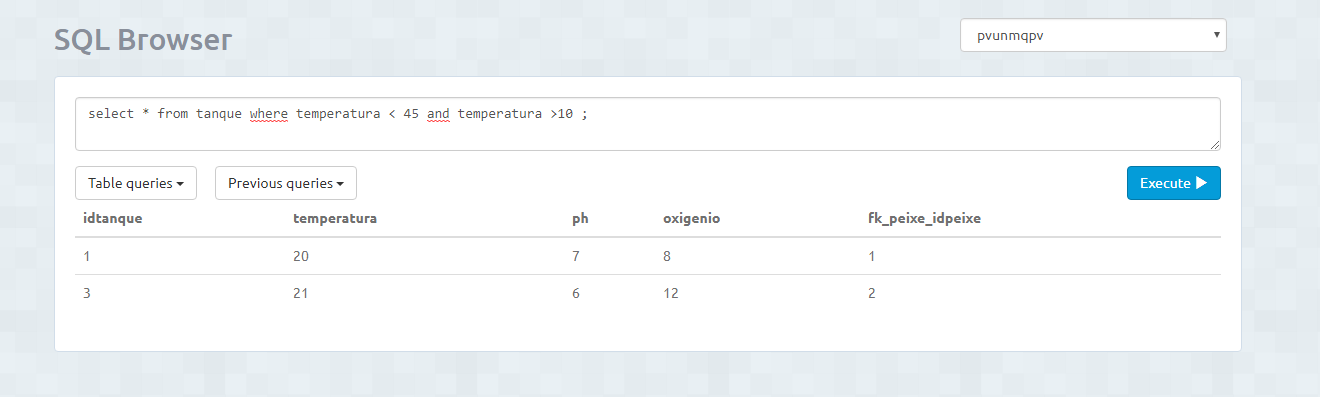 SQL Browser
pvunmqpv
select * from tanque where temperatura < 45 and temperatura >10 ;
Table queries
Previous queries
Execute
idtanque temperatura ph oxigenio fk_peixe_idpeixe
1 20 7 8 1
3 21 6 12 2